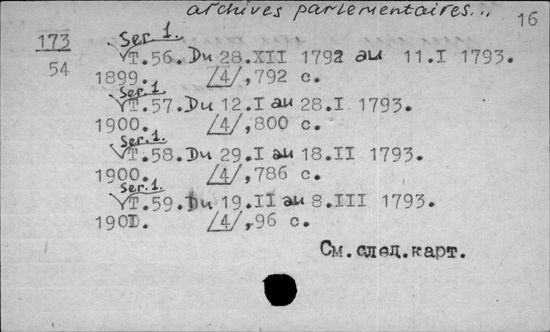 archives parlementaires...
16
173
54
Ser. 1.
T.56. Du 28.XII 1792 au 11.I 1793.
1899. /4/,792 с.
Ser. 1
T.57. Du 12.I au 28.I 1793.
1900. /4/,800 с.
Ser. 1.
T.58. Du 29.I au 18.II 1793.
1900. /4/,786 с.
Ser. 1.
T.59. Du 19.II au 8.III 1793.
1901. /4/,96 с.
См.след.карт.